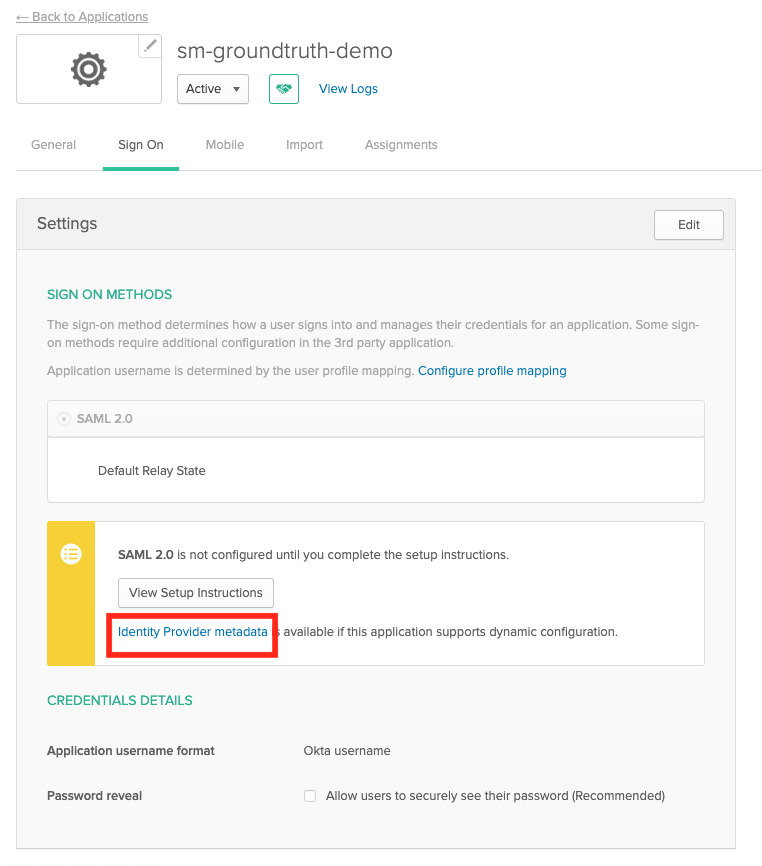 ← Back to Applications
sm-groundtruth-demo
Active
View Logs
General Sign On Mobile Import Assignments
Settings
Edit
SIGN ON METHODS
The sign-on method determines how a user signs into and manages their credentials for an application. Some sign-
on methods require additional configuration in the 3rd party application.
Application username is determined by the user profile mapping. Configure profile mapping
SAML 2.0
Default Relay State
SAML 2.0 is not configured until you complete the setup instructions.
View Setup Instructions
Identity Provider metadata is available if this application supports dynamic configuration.
CREDENTIALS DETAILS
Application username format Okta username
Password reveal Allow users to securely see their password (Recommended)